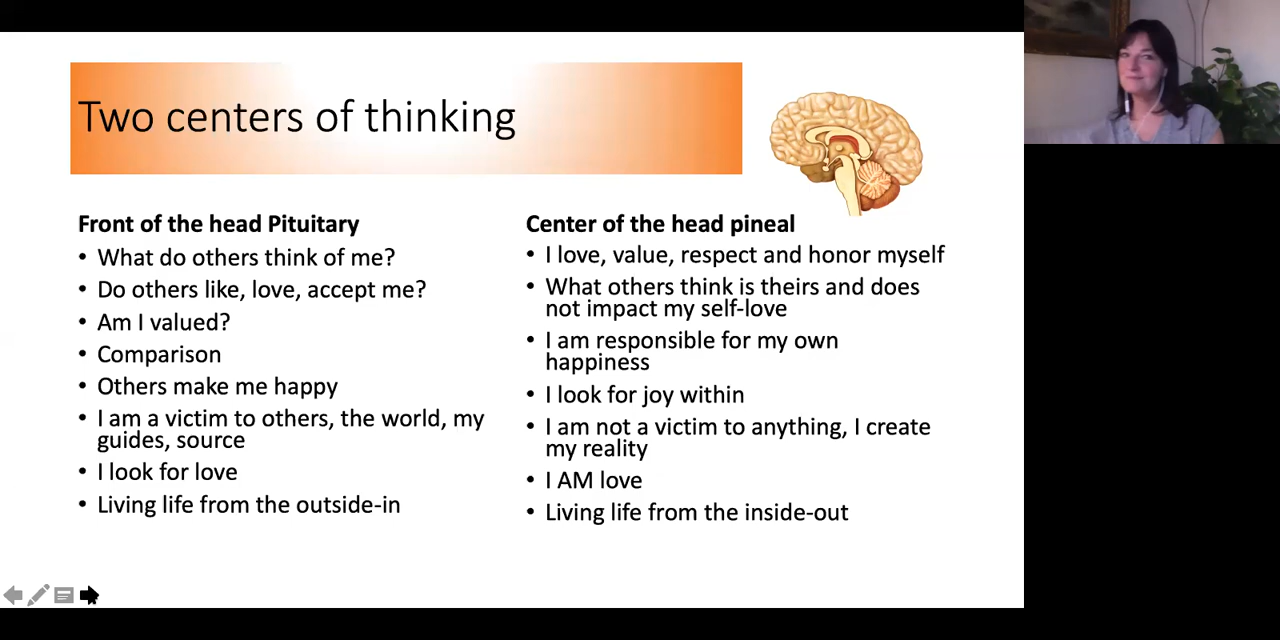 Two centers of thinking
Front of the head Pituitary
• What do others think of me?
• Do others like, love, accept me?
• Am I valued?
• Comparison
• Others make me happy
• I am a victim to others, the world, my
guides, source
• I look for love
• Living life from the outside-in
Center of the head pineal
• I love, value, respect and honor myself
• What others think is theirs and does
not impact my self-love
• I am responsible for my own
happiness
• I look for joy within
• I am not a victim to anything, I create
my reality
• I AM love
• Living life from the inside-out